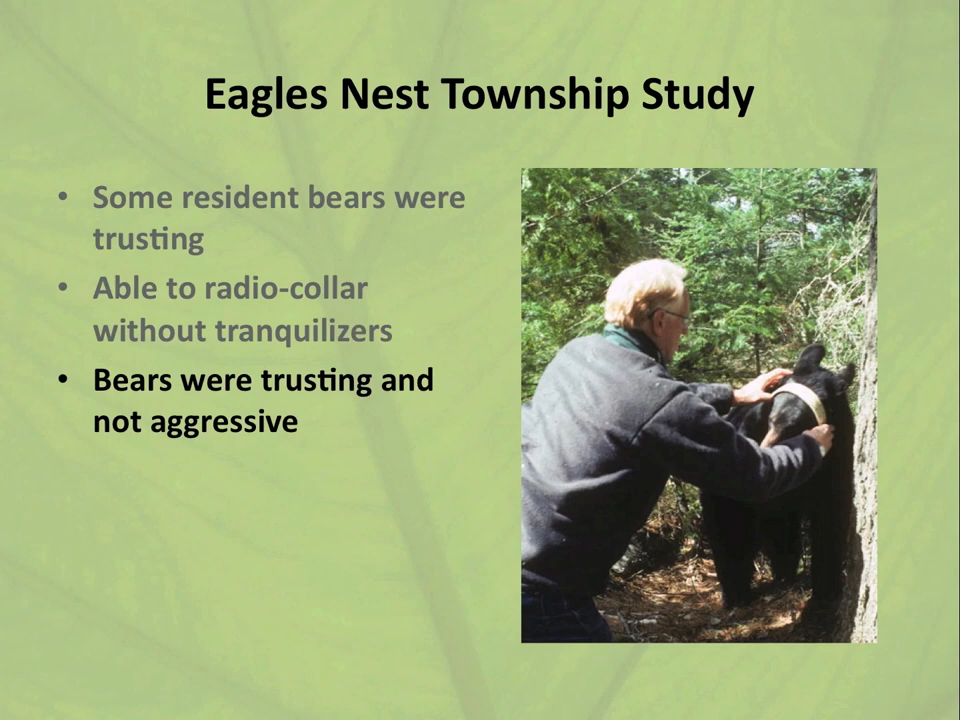 Eagles Nest Township Study
• Some resident bears were
trusting
• Able to radio-collar
without tranquilizers
• Bears were trusting and
not aggressive